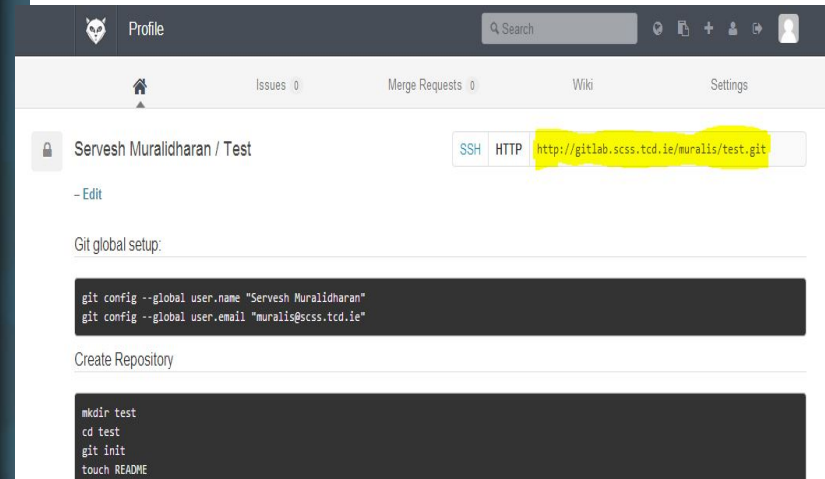 Profile
Search
Issues 0
Merge Requests 0
Wiki
Settings
Servesh Muralidharan / Test
SSH HTTP http://gitlab.scss.tcd.ie/muralis/test.git
– Edit
Git global setup:
git config --global user.name "Servesh Muralidharan"
git config --global user.email "muralis@scss.tcd.ie"
Create Repository
mkdir test
cd test
git init
touch README